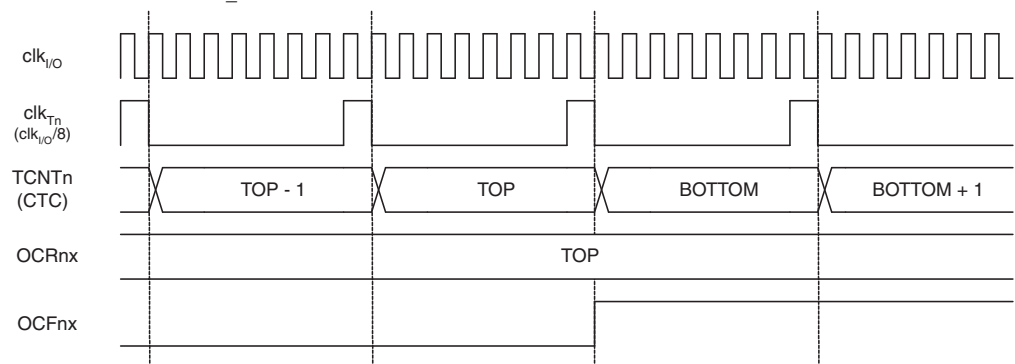 clkI/O
clkTn
(clkI/O/8)
TCNTn
(CTC)
TOP - 1
TOP
BOTTOM
BOTTOM + 1
OCRnx
TOP
OCFnx